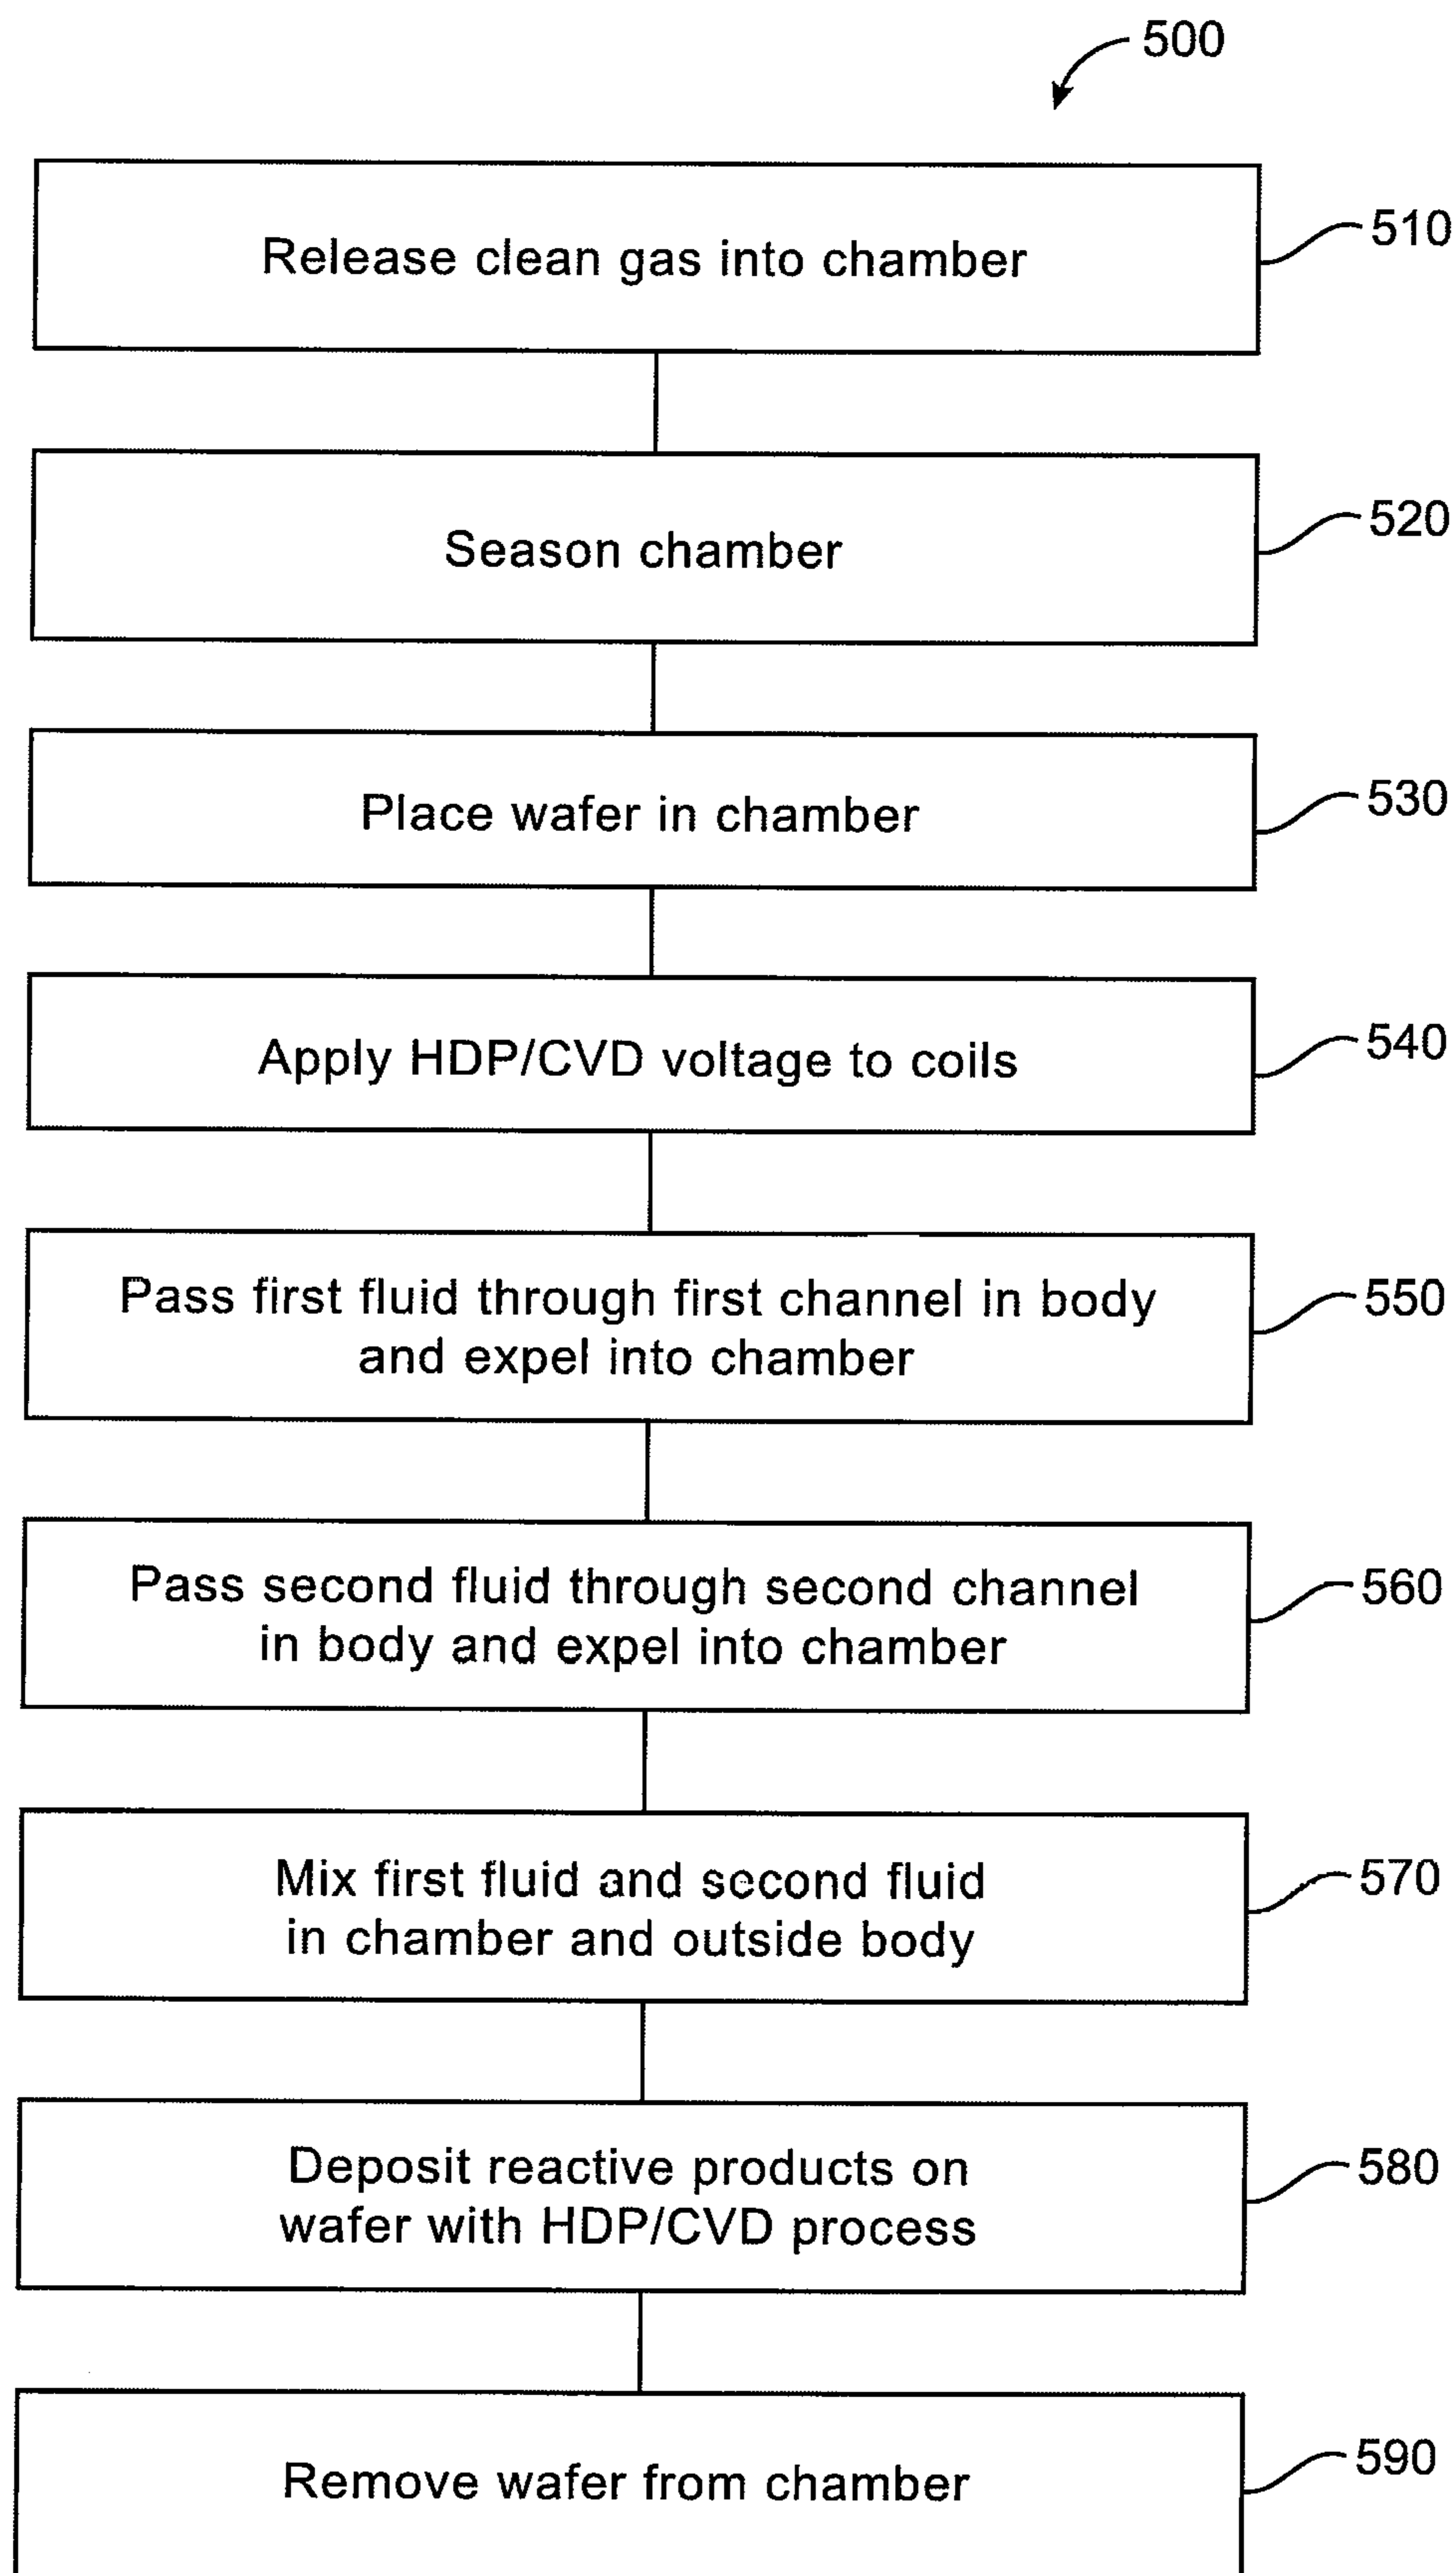 500
Release clean gas into chamber
510
Season chamber
520
Place wafer in chamber
530
Apply HDP/CVD voltage to coils
540
Pass first fluid through first channel in body
and expel into chamber
550
Pass second fluid through second channel
in body and expel into chamber
560
Mix first fluid and second fluid
in chamber and outside body
570
Deposit reactive products on
wafer with HDP/CVD process
580
Remove wafer from chamber
590